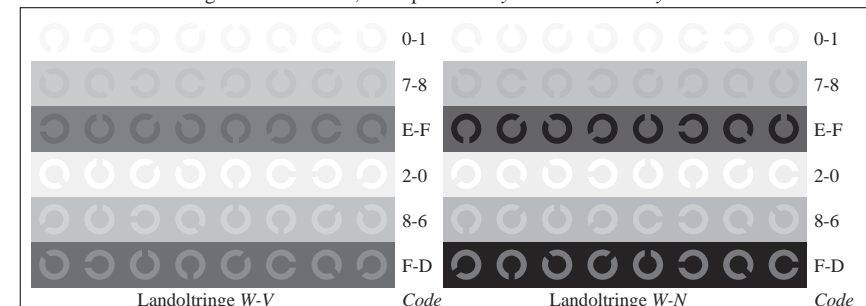 0-1 0-1
7-8 7-8
E-F E-F
2-0 2-0
8-6 8-6
F-D F-D
Landoltringe W-V Code Landoltringe W-N Code